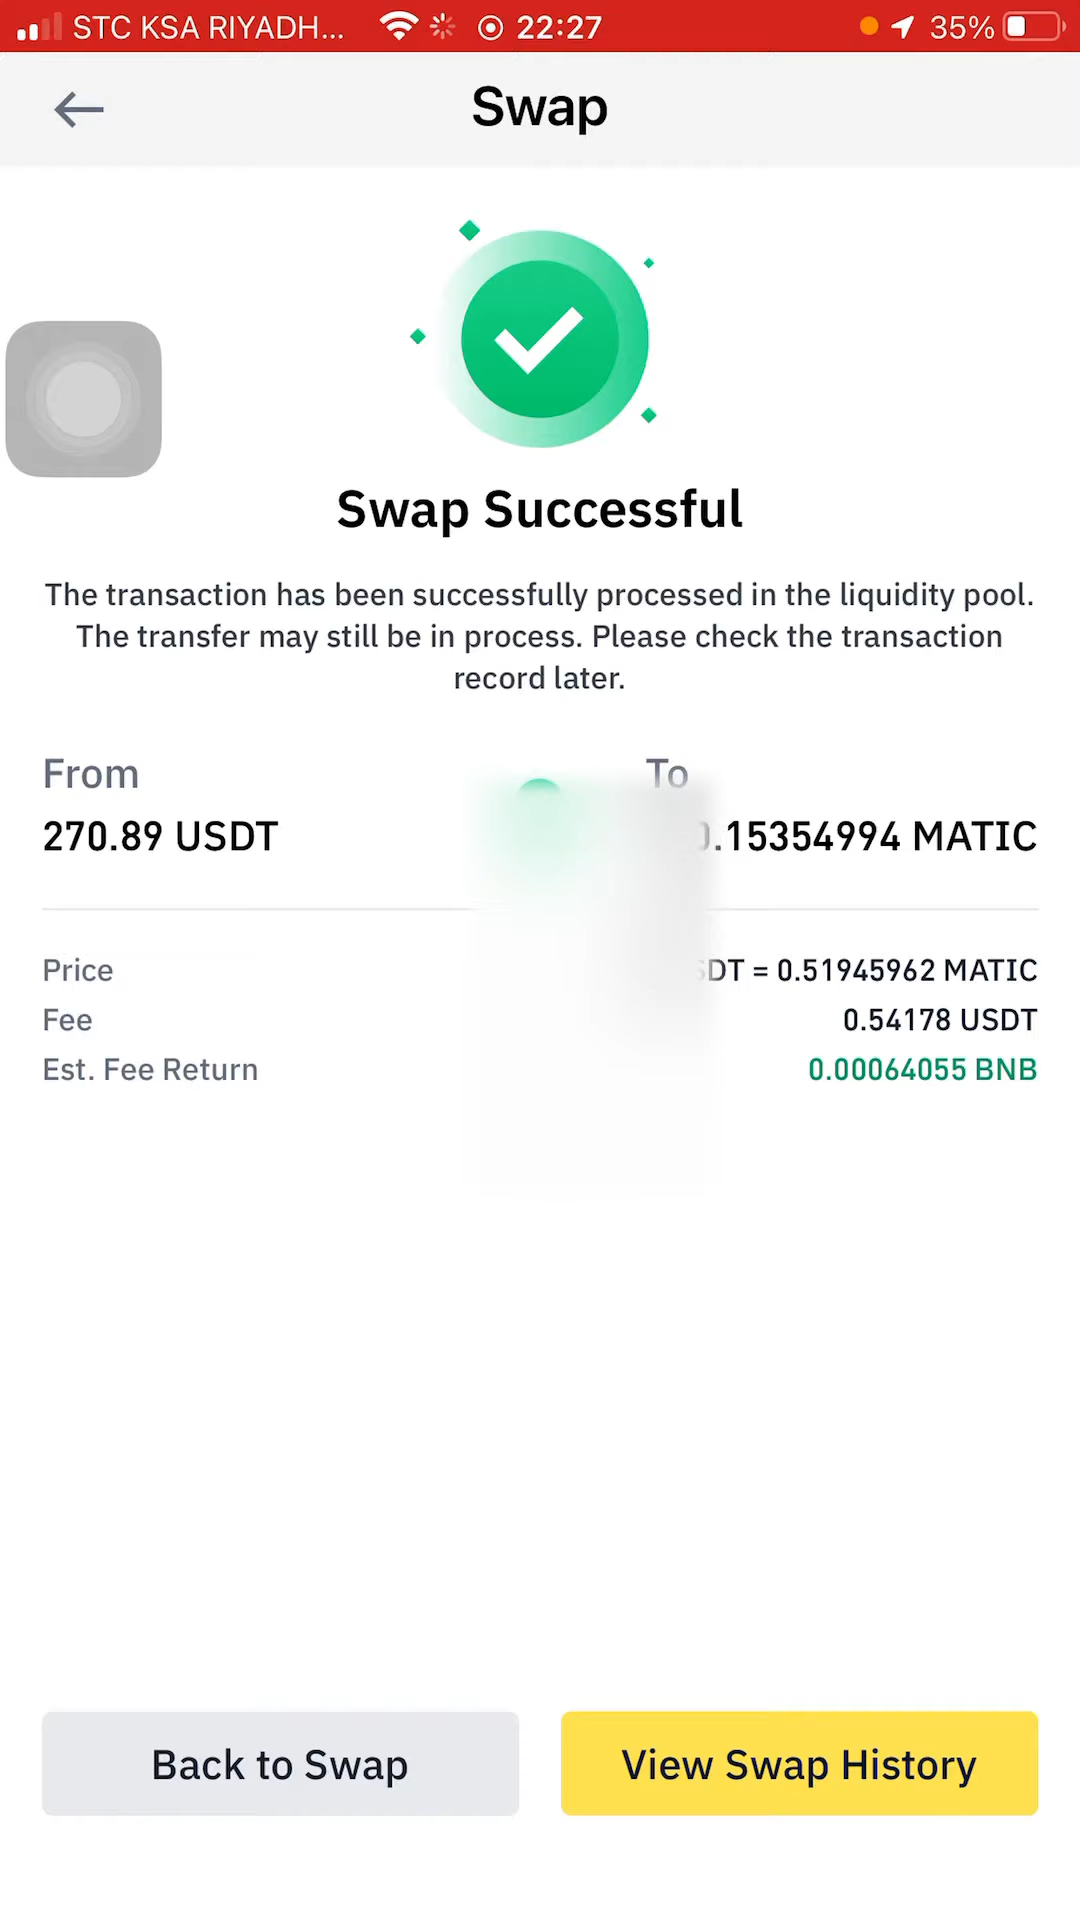 STC KSA RIYADH... 22:27 35%
Swap
Swap Successful
The transaction has been successfully processed in the liquidity pool.
The transfer may still be in process. Please check the transaction
record later.
From To
270.89 USDT .15354994 MATIC
Price DT = 0.51945962 MATIC
Fee 0.54178 USDT
Est. Fee Return 0.00064055 BNB
Back to Swap View Swap History